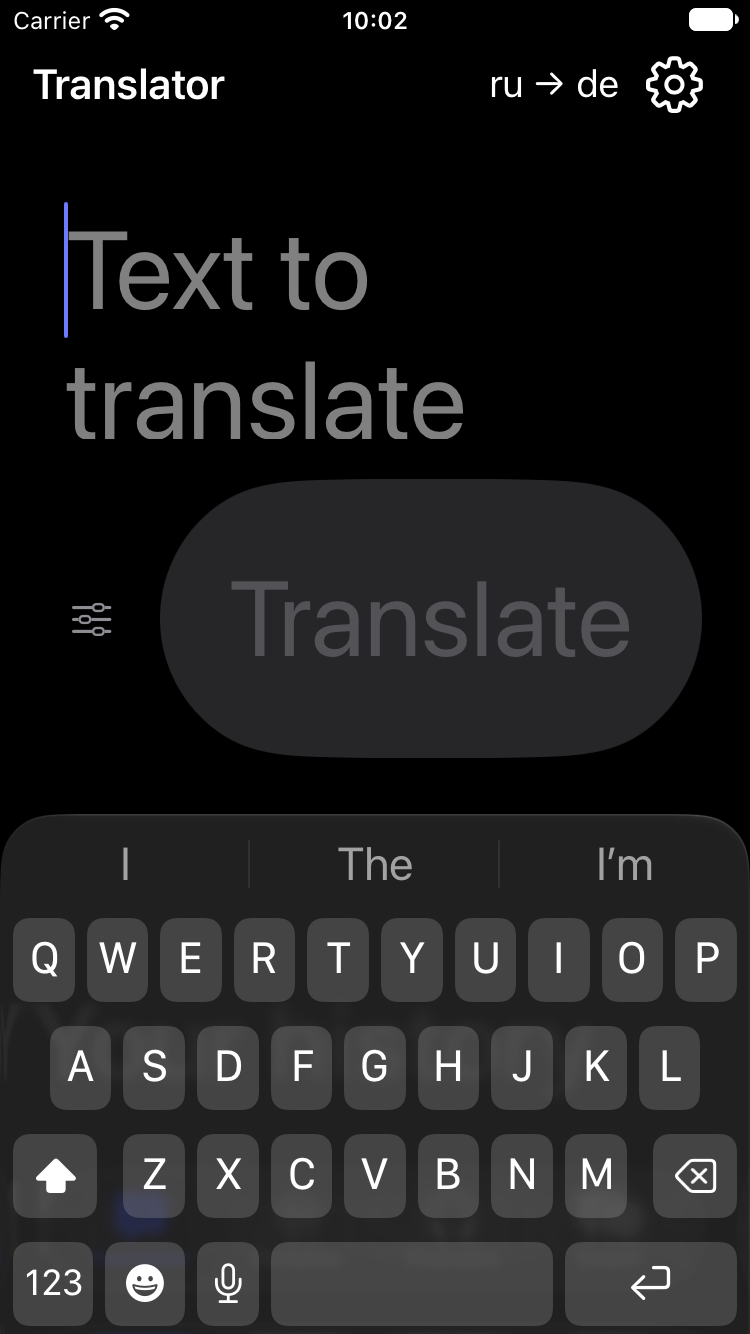 Carrier 10:02
Translator ru → de
Text to
translate
Translate
I The I’m
Q W E R T Y U I O P
A S D F G H J K L
Z X C V B N M
123